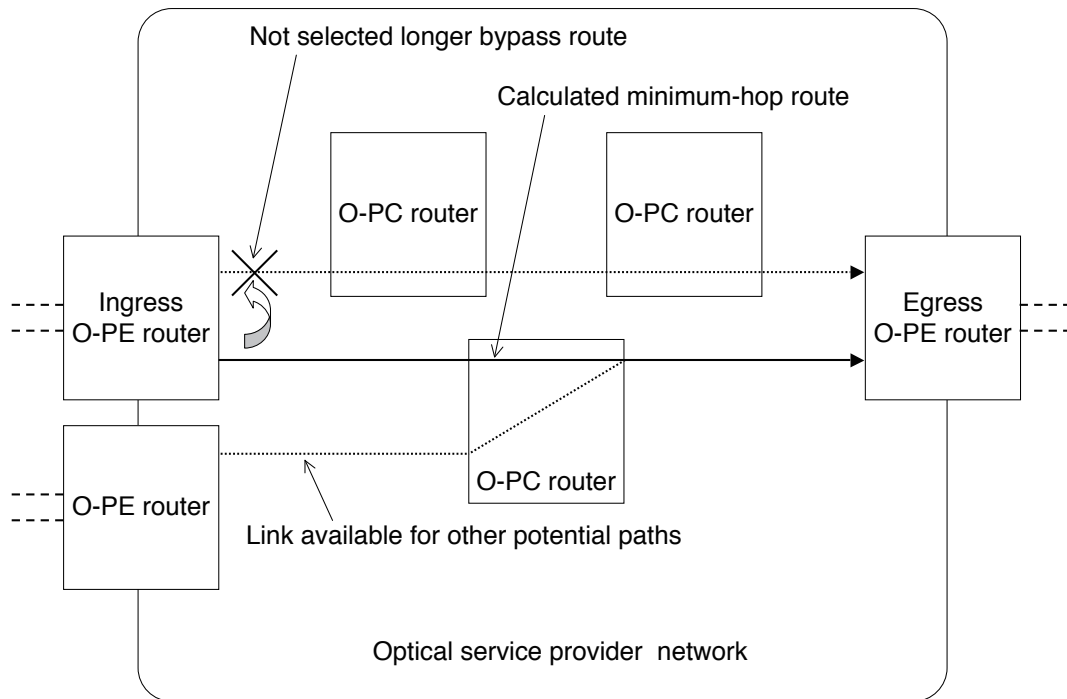 Not selected longer bypass route
Calculated minimum-hop route
O-PC router
O-PC router
Ingress
O-PE router
Egress
O-PE router
O-PE router
O-PC router
Link available for other potential paths
Optical service provider network